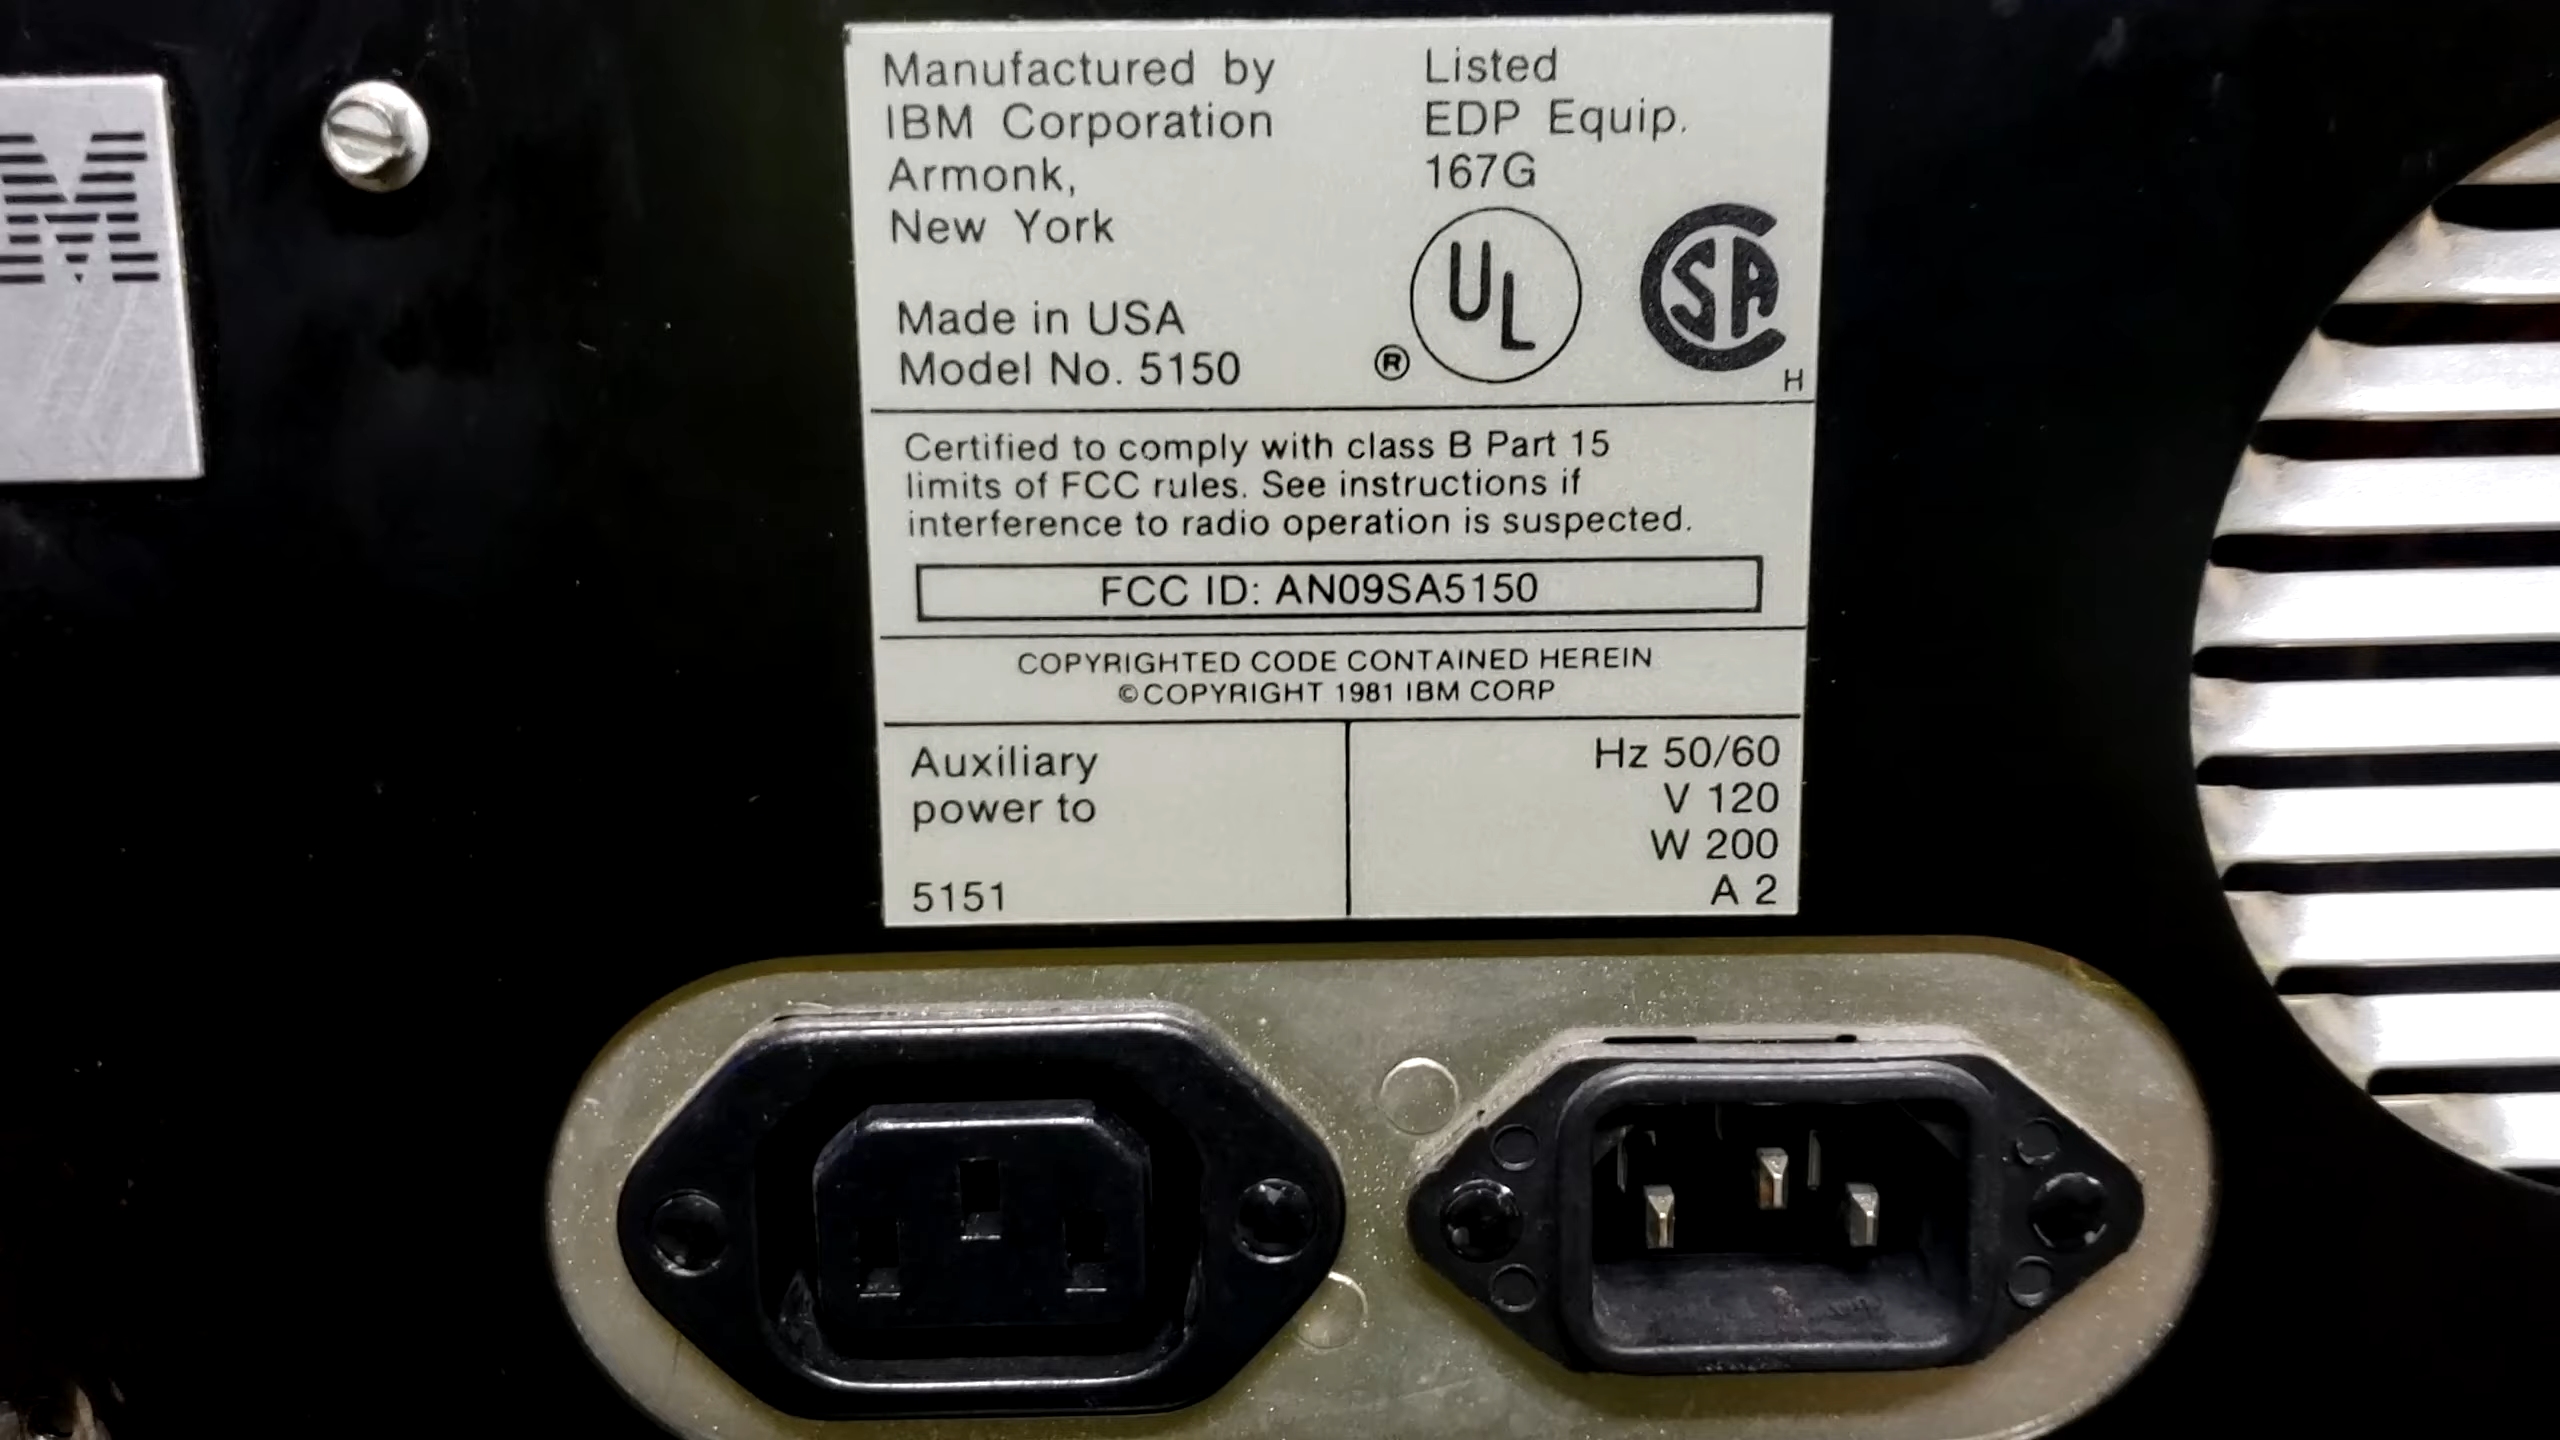 M
Manufactured by
IBM Corporation
Armonk,
New York
Made in USA
Model No. 5150
Listed
EDP Equip.
167G
® UL
CSA
H
Certified to comply with class B Part 15
limits of FCC rules. See instructions if
interference to radio operation is suspected.
FCC ID: AN09SA5150
COPYRIGHTED CODE CONTAINED HEREIN
©COPYRIGHT 1981 IBM CORP
Auxiliary
power to
5151
Hz 50/60
V 120
W 200
A 2